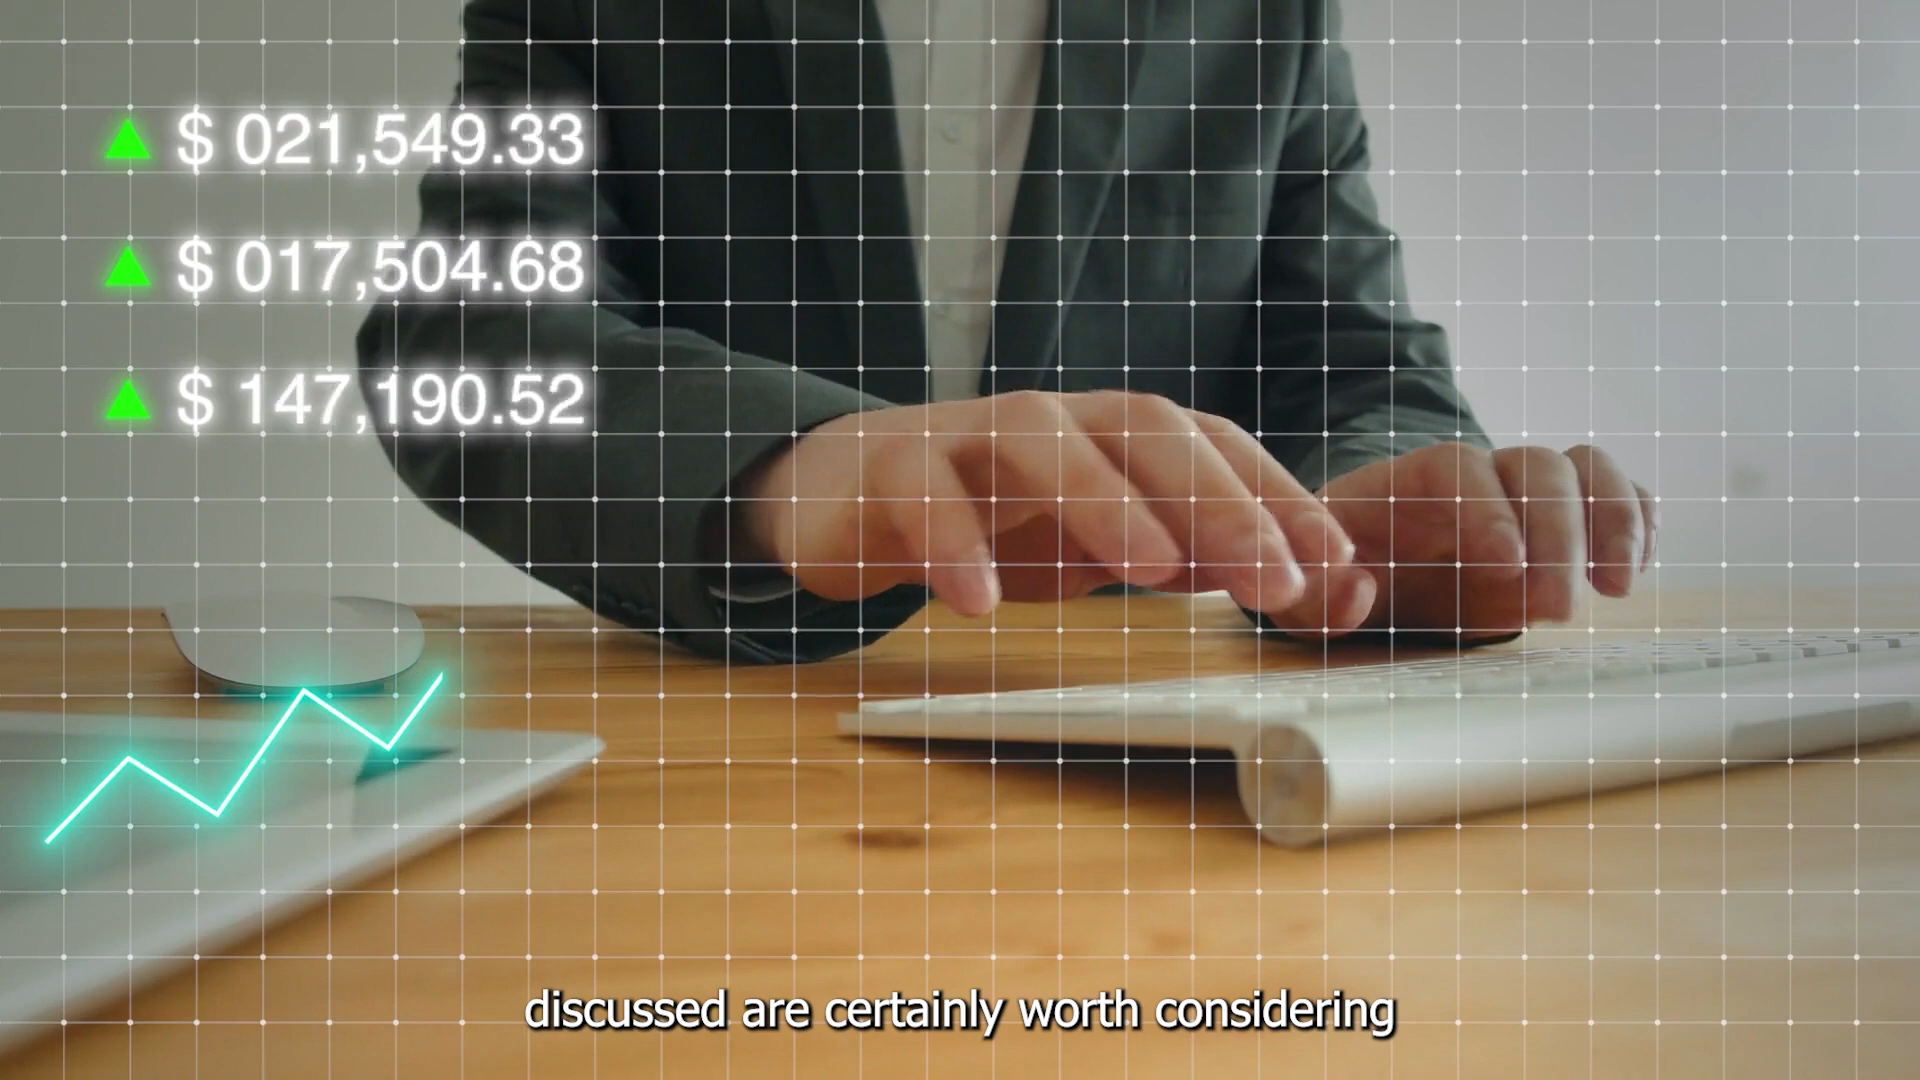 $ 021,549.33
$ 017,504.68
$ 147,190.52
discussed are certainly worth considering